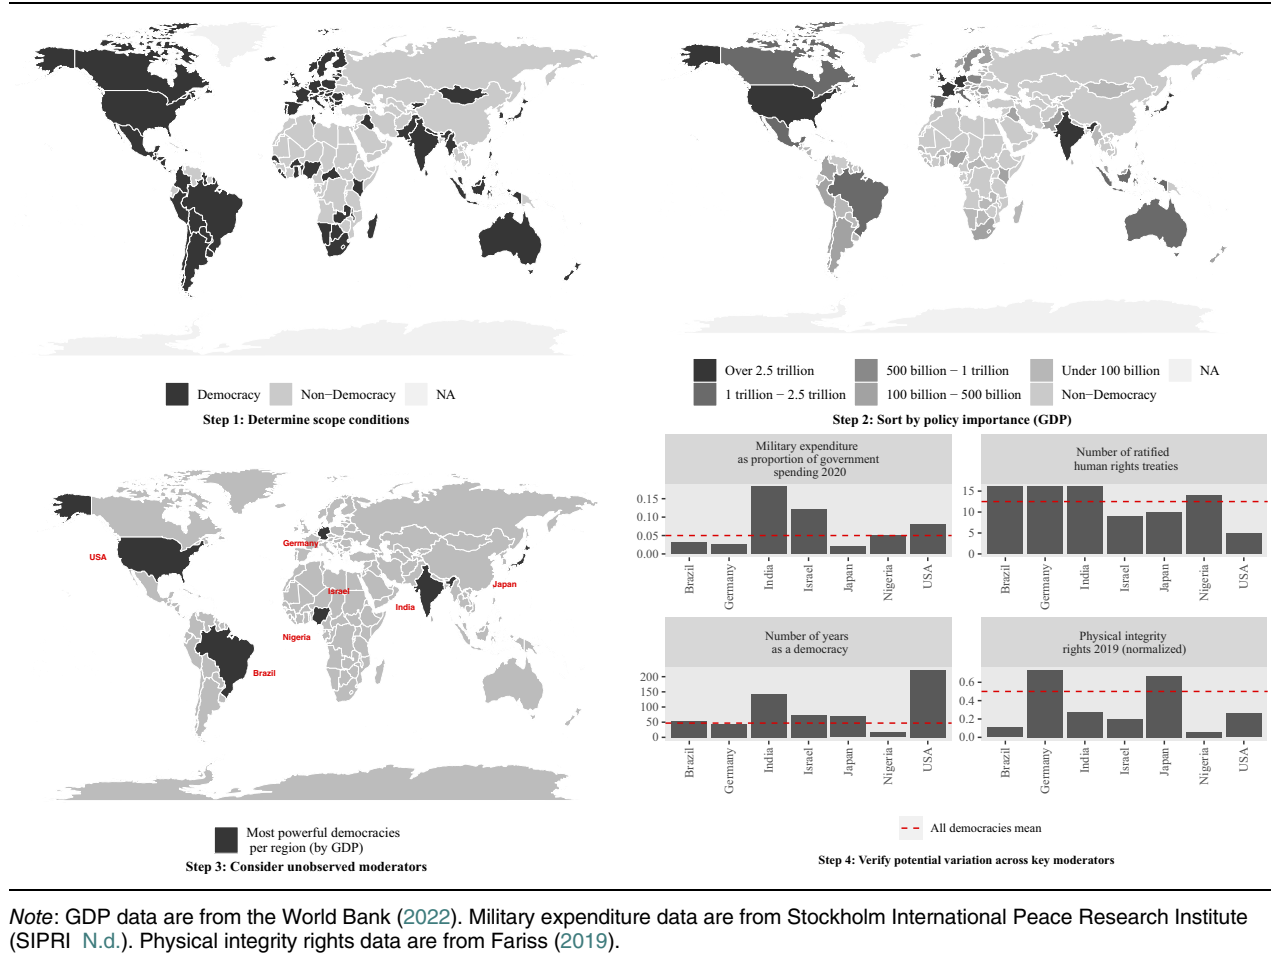 Democracy
Non−Democracy
NA
Step 1: Determine scope conditions
Over 2.5 trillion
500 billion − 1 trillion
Under 100 billion
NA
1 trillion − 2.5 trillion
100 billion − 500 billion
Non−Democracy
Step 2: Sort by policy importance (GDP)
USA
Germany
Israel
Japan
India
Nigeria
Brazil
Most powerful democracies
per region (by GDP)
Step 3: Consider unobserved moderators
Military expenditure
as proportion of government
spending 2020
0.15
0.10
0.05
0.00
Brazil
Germany
India
Israel
Japan
Nigeria
USA
Number of ratified
human rights treaties
15
10
5
0
Brazil
Germany
India
Israel
Japan
Nigeria
USA
Number of years
as a democracy
200
150
100
50
0
Brazil
Germany
India
Israel
Japan
Nigeria
USA
Physical integrity
rights 2019 (normalized)
0.6
0.4
0.2
0.0
Brazil
Germany
India
Israel
Japan
Nigeria
USA
All democracies mean
Step 4: Verify potential variation across key moderators
Note: GDP data are from the World Bank (2022). Military expenditure data are from Stockholm International Peace Research Institute
(SIPRI N.d.). Physical integrity rights data are from Fariss (2019).